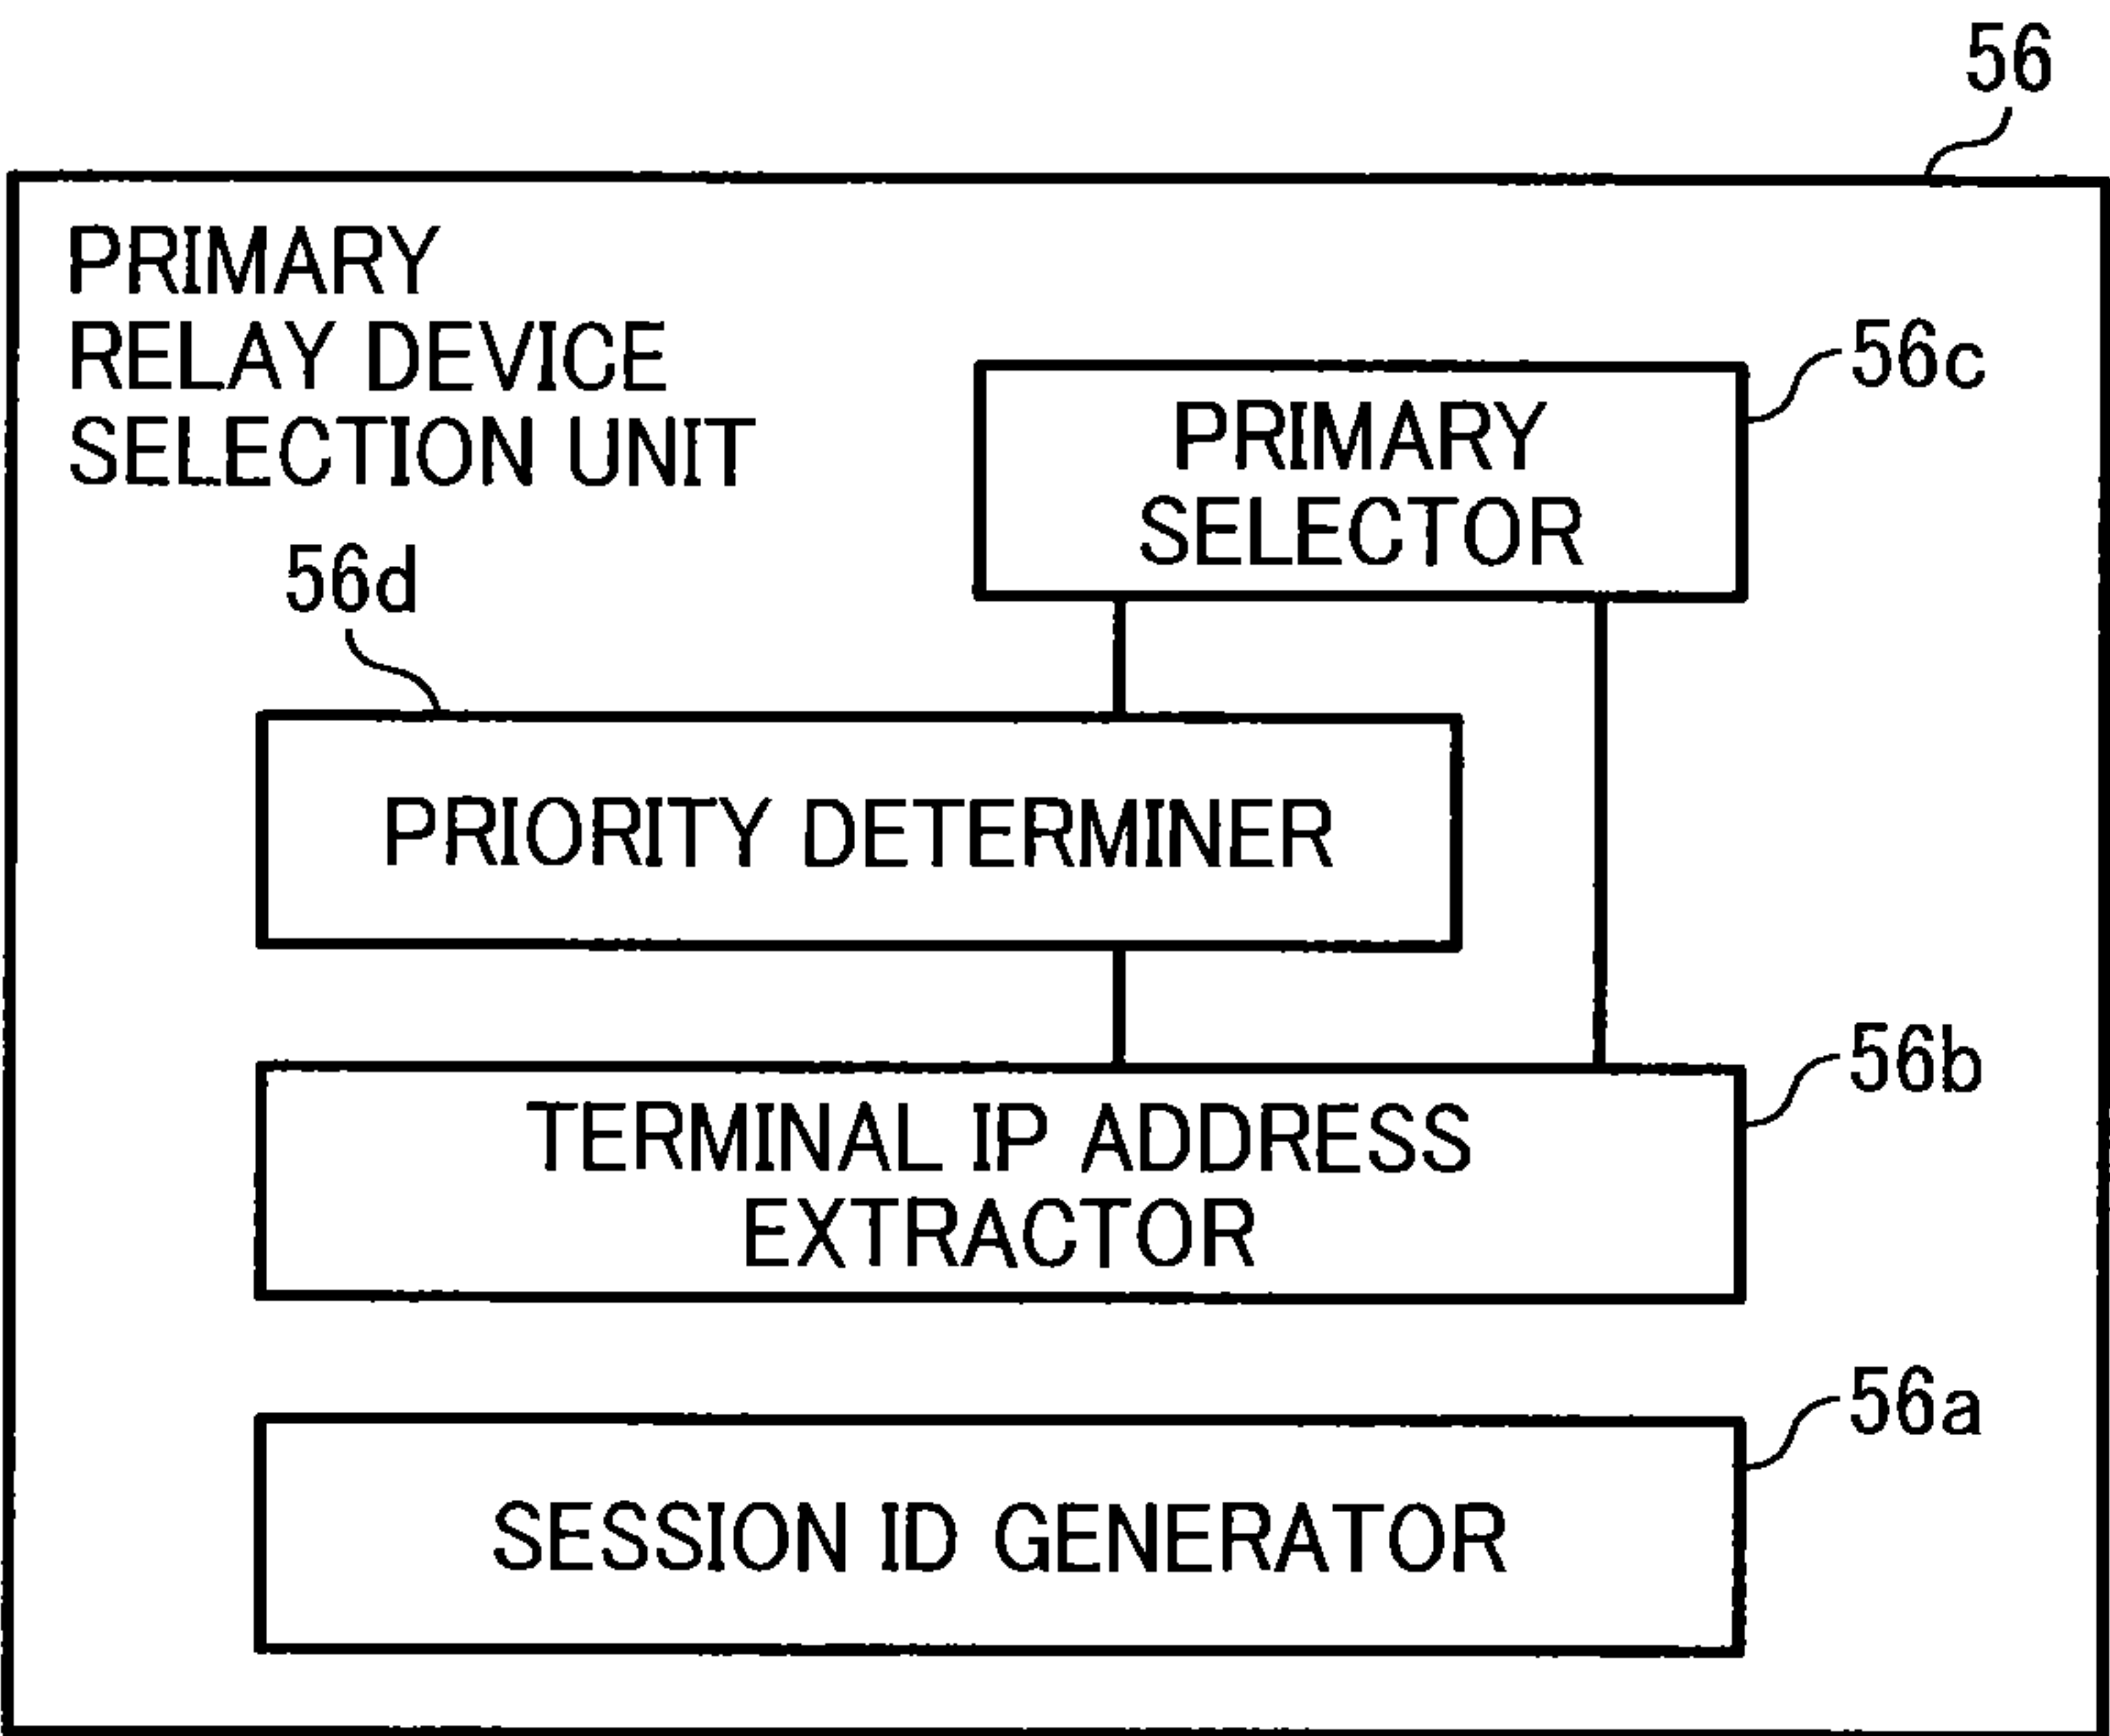 56
PRIMARY
RELAY DEVICE
SELECTION UNIT
56c
PRIMARY
SELECTOR
56d
PRIORITY DETERMINER
56b
TERMINAL IP ADDRESS
EXTRACTOR
56a
SESSION ID GENERATOR